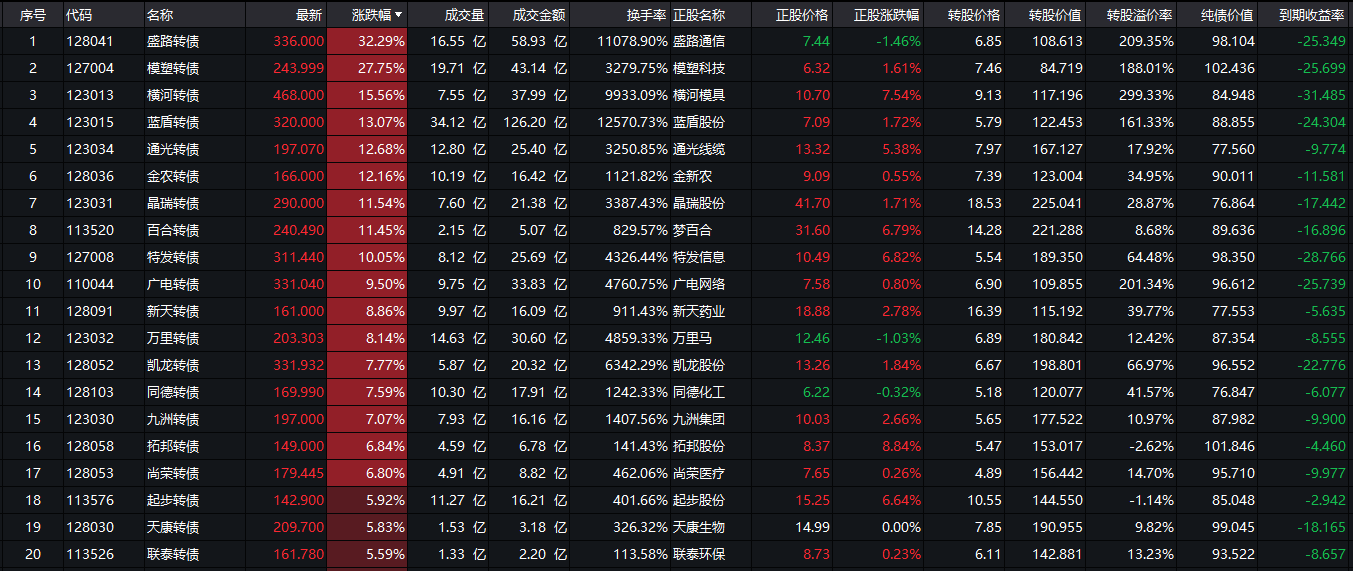 序号 代码 名称 最新 涨跌幅 成交量 成交金额 换手率 正股名称 正股价格 正股涨跌幅 转股价格 转股价值 转股溢价率 纯债价值 到期收益率
1 128041 盛路转债 336.000 32.29% 16.55 亿 58.93 亿 11078.90% 盛路通信 7.44 -1.46% 6.85 108.613 209.35% 98.104 -25.349
2 127004 模塑转债 243.999 27.75% 19.71 亿 43.14 亿 3279.75% 模塑科技 6.32 1.61% 7.46 84.719 188.01% 102.436 -25.699
3 123013 横河转债 468.000 15.56% 7.55 亿 37.99 亿 9933.09% 横河模具 10.70 7.54% 9.13 117.196 299.33% 84.948 -31.485
4 123015 蓝盾转债 320.000 13.07% 34.12 亿 126.20 亿 12570.73% 蓝盾股份 7.09 1.72% 5.79 122.453 161.33% 88.855 -24.304
5 123034 通光转债 197.070 12.68% 12.80 亿 25.40 亿 3250.85% 通光线缆 13.32 5.38% 7.97 167.127 17.92% 77.560 -9.774
6 128036 金农转债 166.000 12.16% 10.19 亿 16.42 亿 1121.82% 金新农 9.09 0.55% 7.39 123.004 34.95% 90.011 -11.581
7 123031 晶瑞转债 290.000 11.54% 7.60 亿 21.38 亿 3387.43% 晶瑞股份 41.70 1.71% 18.53 225.041 28.87% 76.864 -17.442
8 113520 百合转债 240.490 11.45% 2.15 亿 5.07 亿 829.57% 梦百合 31.60 6.79% 14.28 221.288 8.68% 89.636 -16.896
9 127008 特发转债 311.440 10.05% 8.12 亿 25.69 亿 4326.44% 特发信息 10.49 6.82% 5.54 189.350 64.48% 98.350 -28.766
10 110044 广电转债 331.040 9.50% 9.75 亿 33.83 亿 4760.75% 广电网络 7.58 0.80% 6.90 109.855 201.34% 96.612 -25.739
11 128091 新天转债 161.000 8.86% 9.97 亿 16.09 亿 911.43% 新天药业 18.88 2.78% 16.39 115.192 39.77% 77.553 -5.635
12 123032 万里转债 203.303 8.14% 14.63 亿 30.60 亿 4859.33% 万里马 12.46 -1.03% 6.89 180.842 12.42% 87.354 -8.555
13 128052 凯龙转债 331.932 7.77% 5.87 亿 20.32 亿 6342.29% 凯龙股份 13.26 1.84% 6.67 198.801 66.97% 96.552 -22.776
14 128103 同德转债 169.990 7.59% 10.30 亿 17.91 亿 1242.33% 同德化工 6.22 -0.32% 5.18 120.077 41.57% 76.847 -6.077
15 123030 九洲转债 197.000 7.07% 7.93 亿 16.16 亿 1407.56% 九洲集团 10.03 2.66% 5.65 177.522 10.97% 87.982 -9.900
16 128058 拓邦转债 149.000 6.84% 4.59 亿 6.78 亿 141.43% 拓邦股份 8.37 8.84% 5.47 153.017 -2.62% 101.846 -4.460
17 128053 尚荣转债 179.445 6.80% 4.91 亿 8.82 亿 462.06% 尚荣医疗 7.65 0.26% 4.89 156.442 14.70% 95.710 -9.977
18 113576 起步转债 142.900 5.92% 11.27 亿 16.21 亿 401.66% 起步股份 15.25 6.64% 10.55 144.550 -1.14% 85.048 -2.942
19 128030 天康转债 209.700 5.83% 1.53 亿 3.18 亿 326.32% 天康生物 14.99 0.00% 7.85 190.955 9.82% 99.045 -18.165
20 113526 联泰转债 161.780 5.59% 1.33 亿 2.20 亿 113.58% 联泰环保 8.73 0.23% 6.11 142.881 13.23% 93.522 -8.657